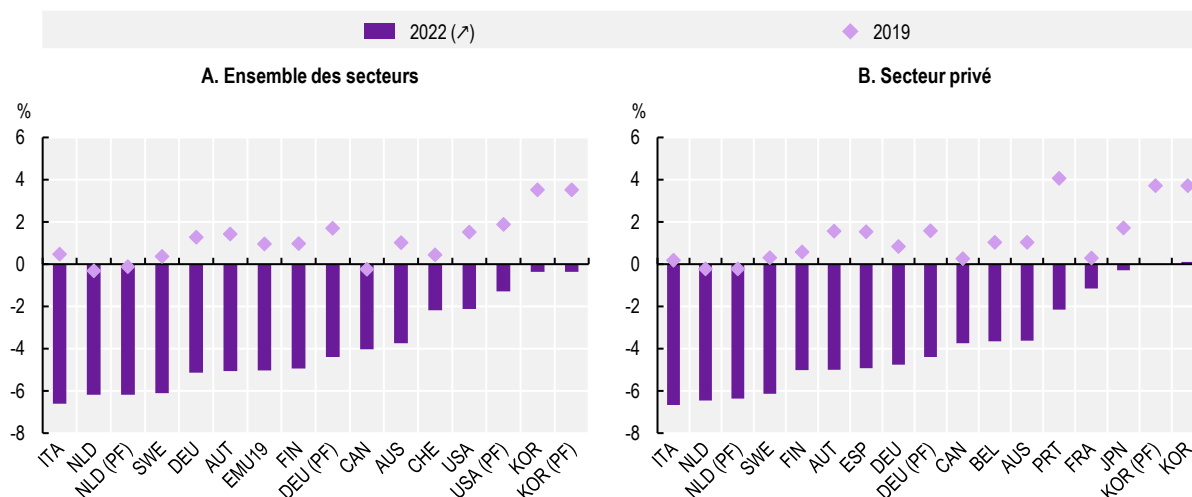 2022 (↗)
2019
A. Ensemble des secteurs
%
6
4
2
0
-2
-4
-6
-8
ITA
NLD
NLD (PF)
SWE
DEU
AUT
EMU19
FIN
DEU (PF)
CAN
AUS
CHE
USA
USA (PF)
KOR
KOR (PF)
B. Secteur privé
%
6
4
2
0
-2
-4
-6
-8
ITA
NLD
NLD (PF)
SWE
FIN
AUT
ESP
DEU
DEU (PF)
CAN
BEL
AUS
PRT
FRA
JPN
KOR (PF)
KOR